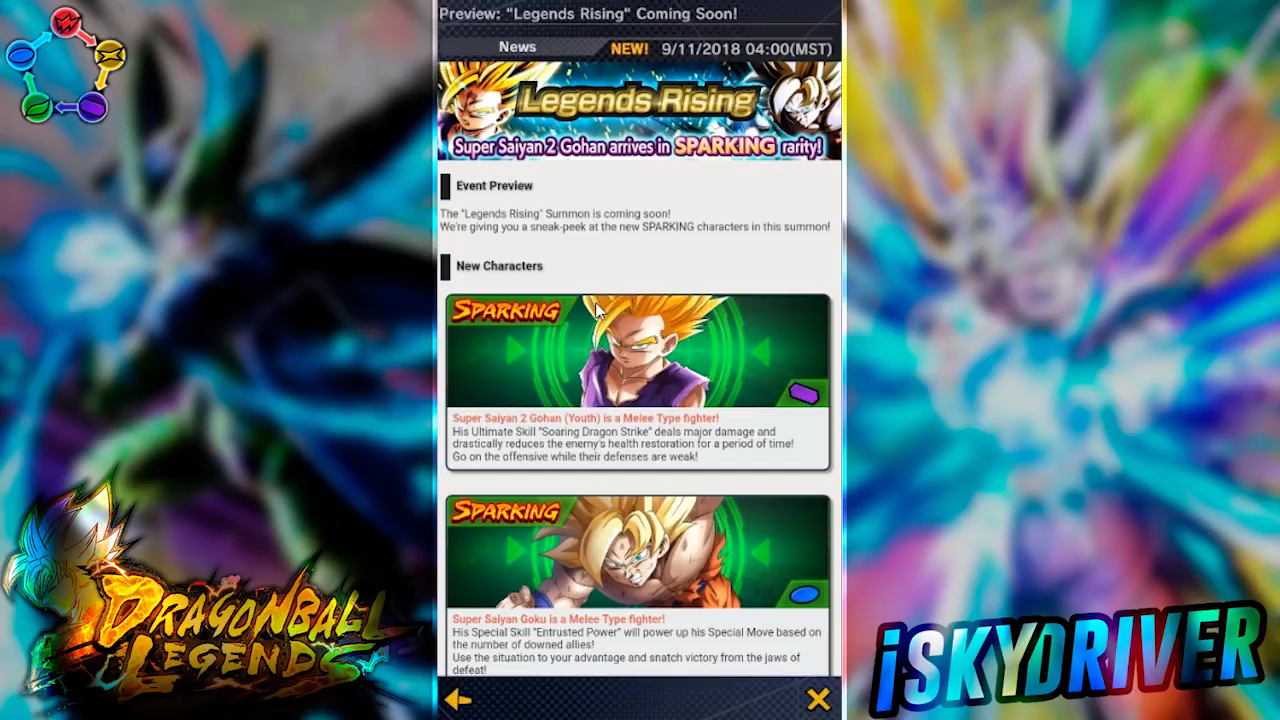 Preview: "Legends Rising" Coming Soon!
News
NEW! 9/11/2018 04:00(MST)
Legends Rising
Super Saiyan 2 Gohan arrives in SPARKING rarity!
Event Preview
The "Legends Rising" Summon is coming soon!
We're giving you a sneak-peek at the new SPARKING characters in this summon!
New Characters
SPARKING
Super Saiyan 2 Gohan (Youth) is a Melee Type fighter!
His Ultimate Skill "Soaring Dragon Strike" deals major damage and
drastically reduces the enemy's health restoration for a period of time!
Go on the offensive while their defenses are weak!
SPARKING
Super Saiyan Goku is a Melee Type fighter!
His Special Skill "Entrusted Power" will power up his Special Move based on
the number of downed allies!
Use the situation to your advantage and snatch victory from the jaws of
defeat!
DRAGONBALL
LEGENDS
iSKYDRIVER